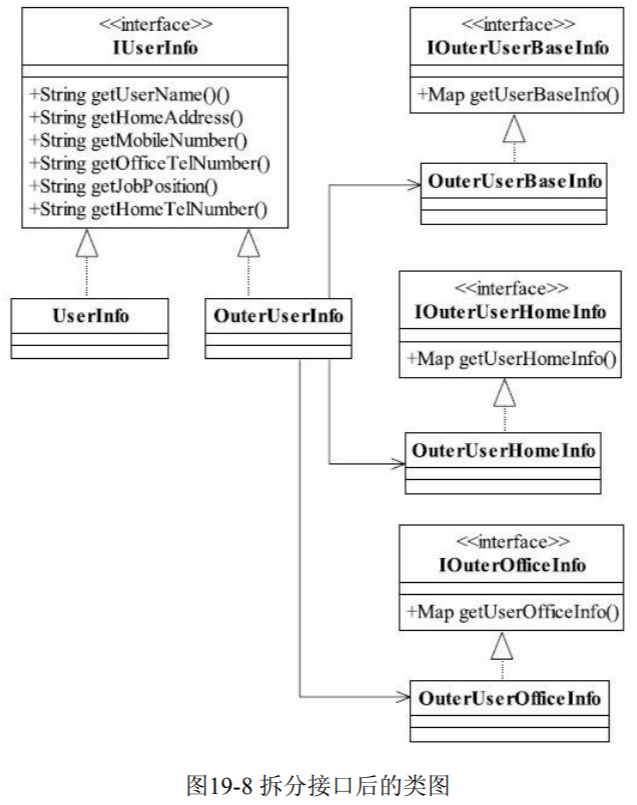 <<interface>>
IUserInfo
+String getUserName()()
+String getHomeAddress()
+String getMobileNumber()
+String getOfficeTelNumber()
+String getJobPosition()
+String getHomeTelNumber()
UserInfo
OuterUserInfo
<<interface>>
IOuterUserBaseInfo
+Map getUserBaseInfo()
OuterUserBaseInfo
<<interface>>
IOuterUserHomeInfo
+Map getUserHomeInfo()
OuterUserHomeInfo
<<interface>>
IOuterOfficeInfo
+Map getUserOfficeInfo()
OuterUserOfficeInfo
图19-8 拆分接口后的类图